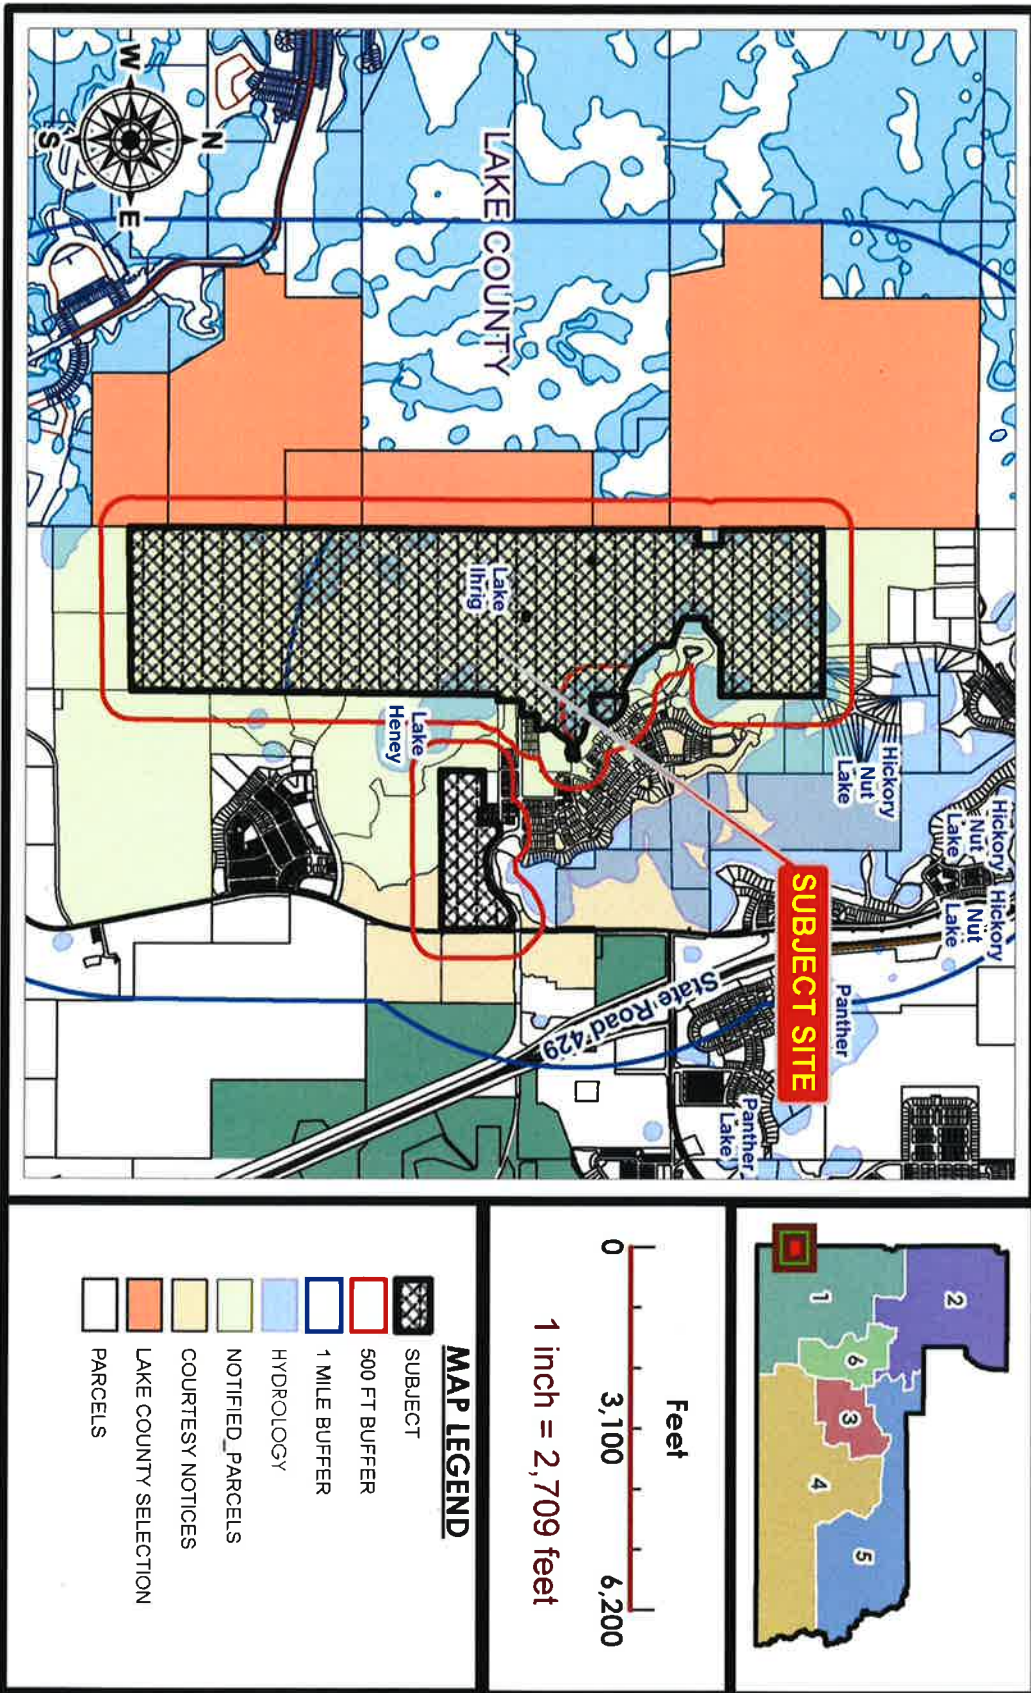 W
N
S
E
LAKE COUNTY
Lake
Ihrig
Lake
Heney
Hickory
Nut
Lake
Hickory
Nut
Lake
Hickory
Nut
Lake
Panther
Panther
Lake
State Road 429
SUBJECT SITE
1
2
3
4
5
6
Feet
0
3,100
6,200
1 inch = 2,709 feet
MAP LEGEND
SUBJECT
500 FT BUFFER
1 MILE BUFFER
HYDROLOGY
NOTIFIED_PARCELS
COURTESY NOTICES
LAKE COUNTY SELECTION
PARCELS